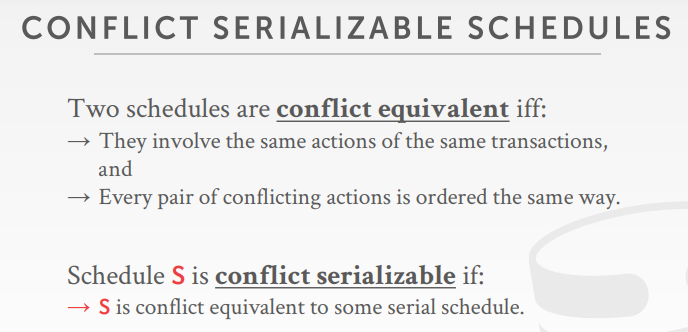 CONFLICT SERIALIZABLE SCHEDULES
Two schedules are conflict equivalent iff:
→ They involve the same actions of the same transactions,
and
→ Every pair of conflicting actions is ordered the same way.
Schedule S is conflict serializable if:
→ S is conflict equivalent to some serial schedule.